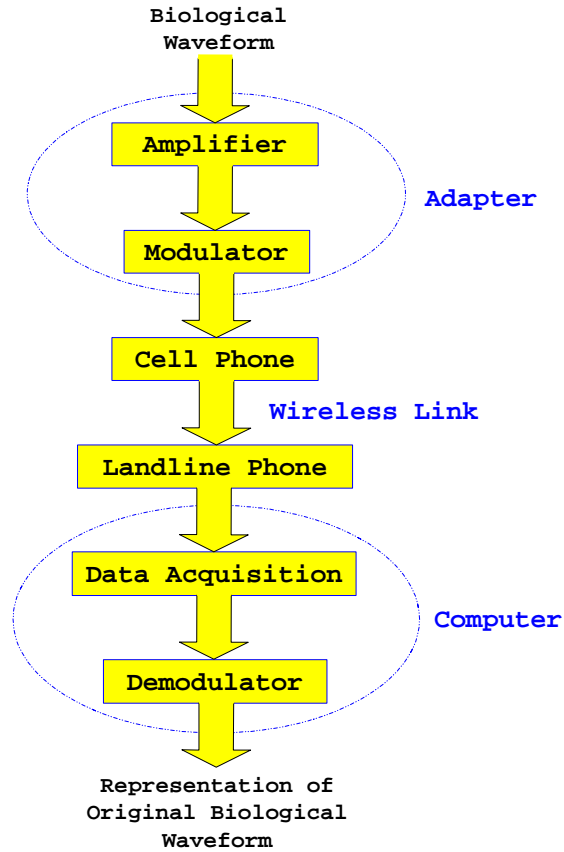 Biological
Waveform
Amplifier
Adapter
Modulator
Cell Phone
Wireless Link
Landline Phone
Data Acquisition
Computer
Demodulator
Representation of
Original Biological
Waveform